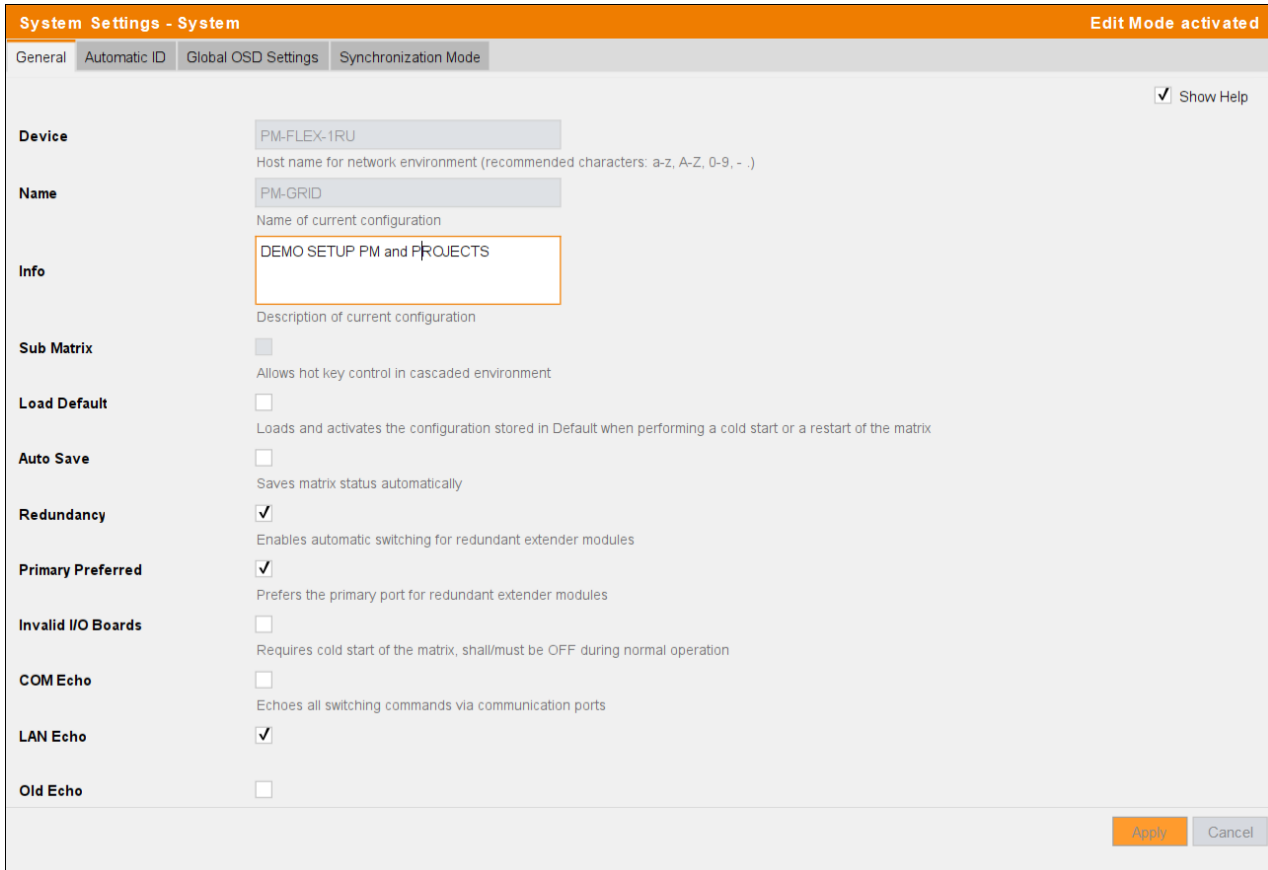 System Settings - System Edit Mode activated
General Automatic ID Global OSD Settings Synchronization Mode
Show Help
Device PM-FLEX-1RU
Host name for network environment (recommended characters: a-z, A-Z, 0-9, - .)
Name PM-GRID
Name of current configuration
DEMO SETUP PM and PROJECTS
Info
Description of current configuration
Sub Matrix
Allows hot key control in cascaded environment
Load Default
Loads and activates the configuration stored in Default when performing a cold start or a restart of the matrix
Auto Save
Saves matrix status automatically
Redundancy
Enables automatic switching for redundant extender modules
Primary Preferred
Prefers the primary port for redundant extender modules
Invalid I/O Boards
Requires cold start of the matrix, shall/must be OFF during normal operation
COM Echo
Echoes all switching commands via communication ports
LAN Echo
Old Echo
Apply Cancel